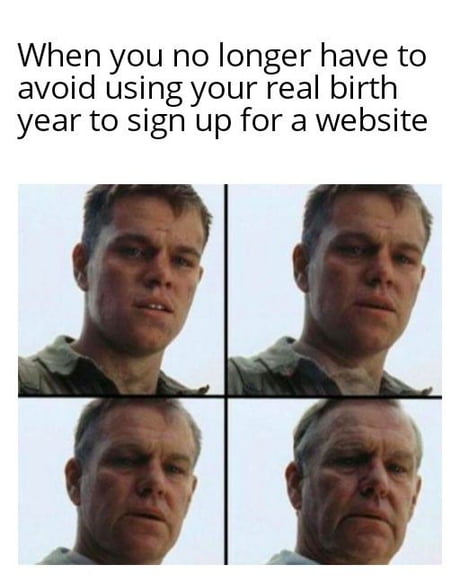 When you no longer have to
avoid using your real birth
year to sign up for a website